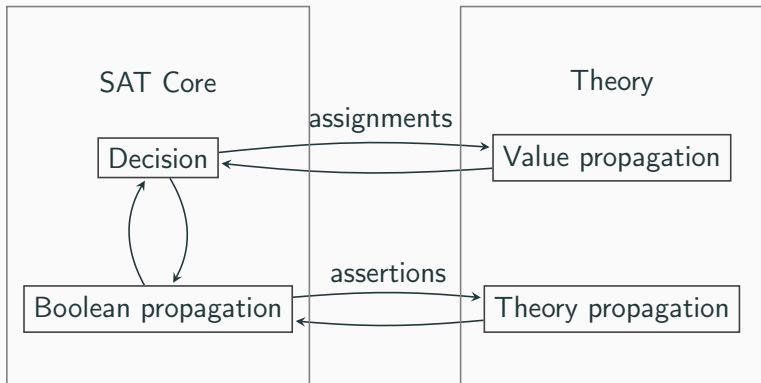 SAT Core
Theory
assignments
Decision
Value propagation
assertions
Boolean propagation
Theory propagation